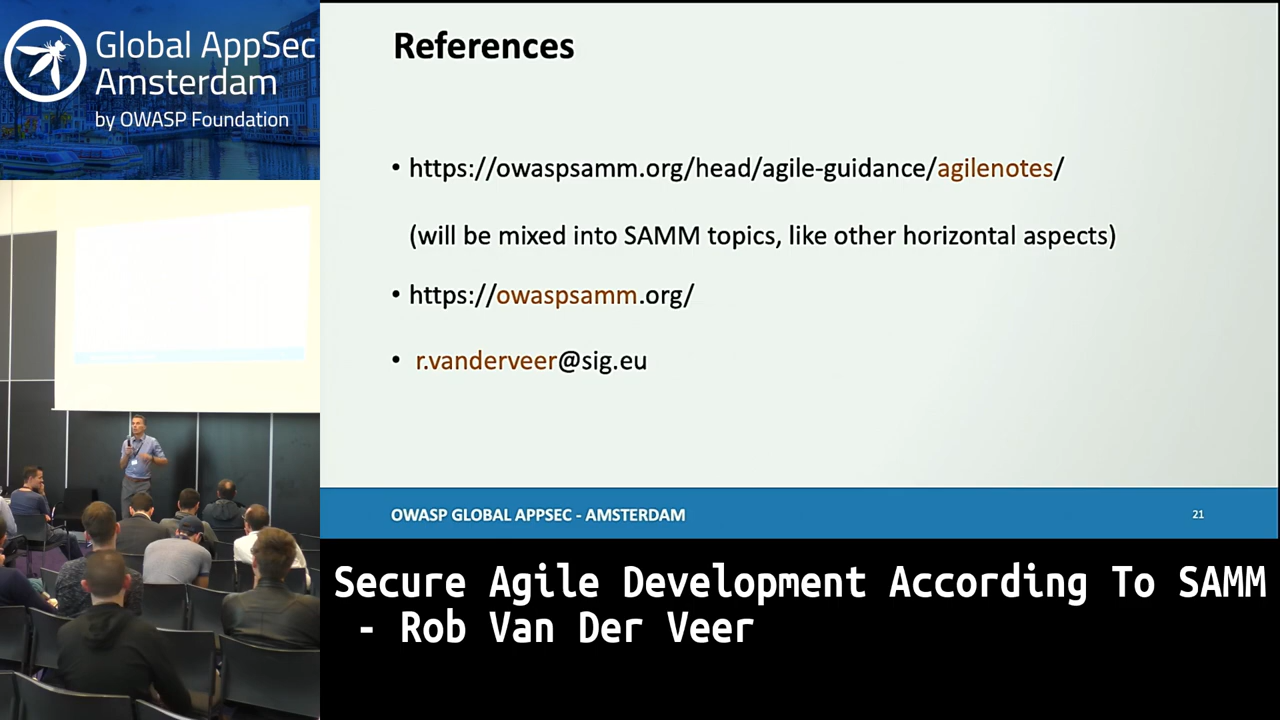 Global AppSec
Amsterdam
by OWASP Foundation
References
• https://owaspsamm.org/head/agile-guidance/agilenotes/
(will be mixed into SAMM topics, like other horizontal aspects)
• https://owaspsamm.org/
• r.vanderveer@sig.eu
OWASP GLOBAL APPSEC - AMSTERDAM
21
Secure Agile Development According To SAMM
- Rob Van Der Veer